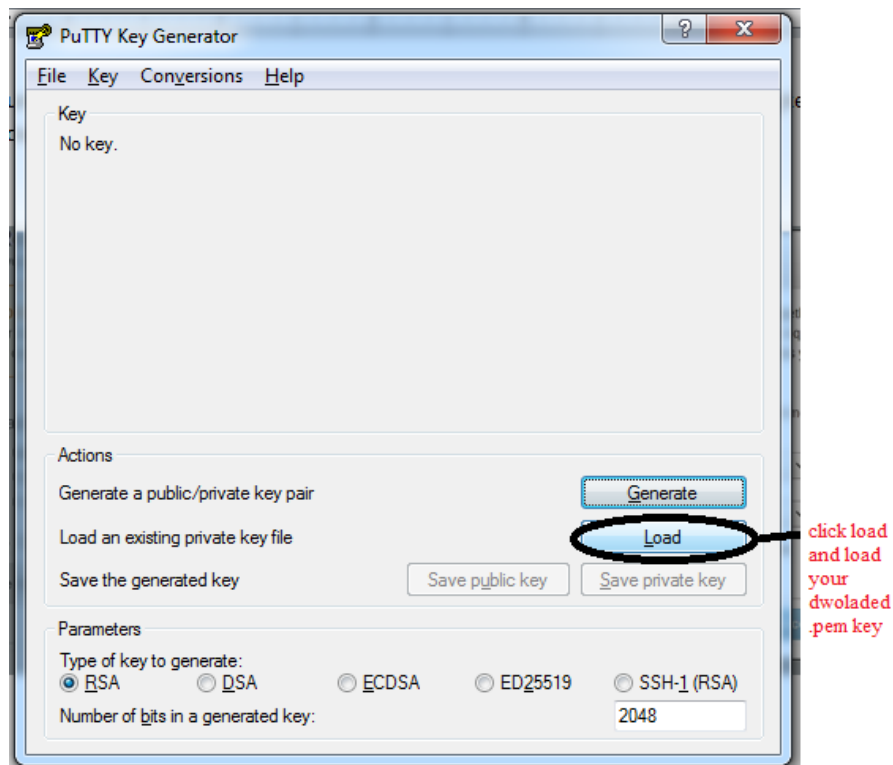 PuTTY Key Generator
File Key Conversions Help
Key
No key.
Actions
Generate a public/private key pair
Generate
Load an existing private key file
Load
Save the generated key
Save public key
Save private key
click load
and load
your
dwoladed
.pem key
Parameters
Type of key to generate:
RSA DSA ECDSA ED25519 SSH-1 (RSA)
Number of bits in a generated key:
2048